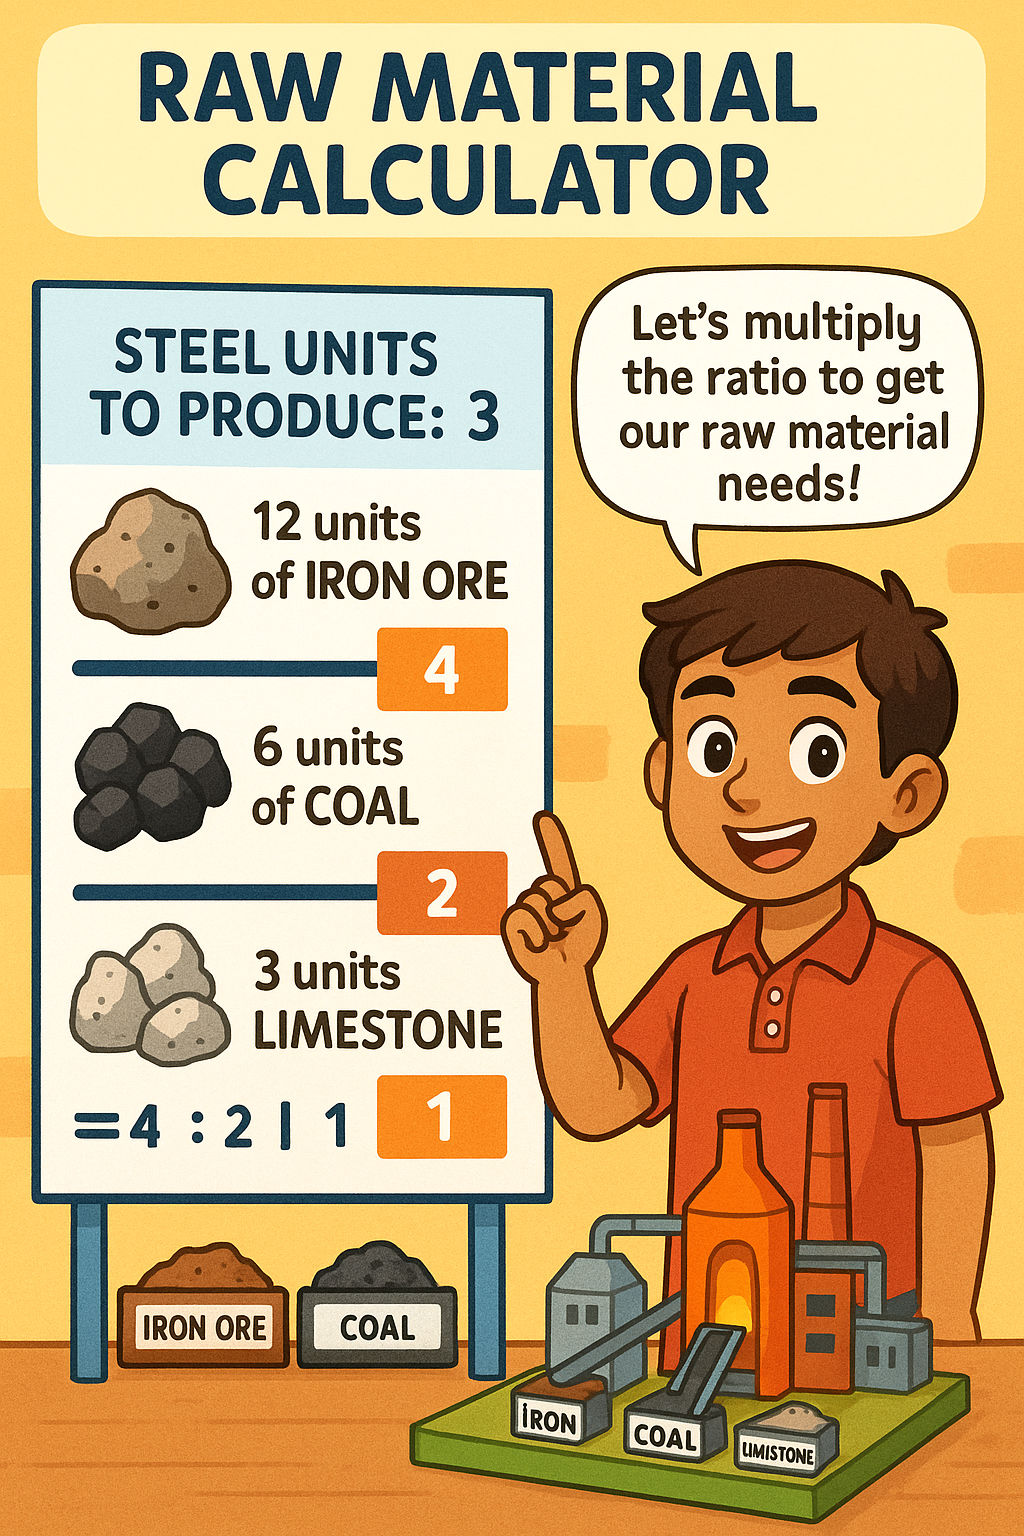 RAW MATERIAL
CALCULATOR
STEEL UNITS
TO PRODUCE: 3
12 units
of IRON ORE
4
6 units
of COAL
2
3 units
LIMESTONE
=4 : 2 | 1
1
Let's multiply
the ratio to get
our raw material
needs!
IRON ORE
COAL
IRON
COAL
LIMISTONE